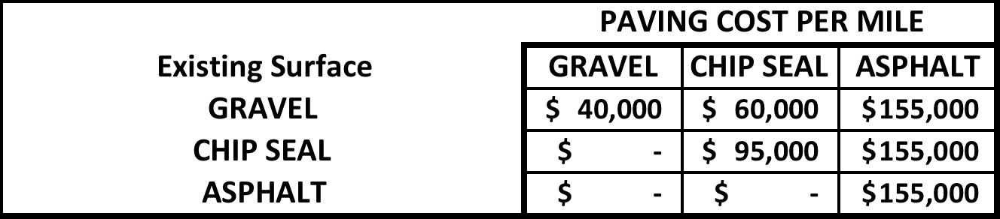 PAVING COST PER MILE
Existing Surface GRAVEL CHIP SEAL ASPHALT
GRAVEL $ 40,000 $ 60,000 $155,000
CHIP SEAL $ - $ 95,000 $155,000
ASPHALT $ - $ - $155,000